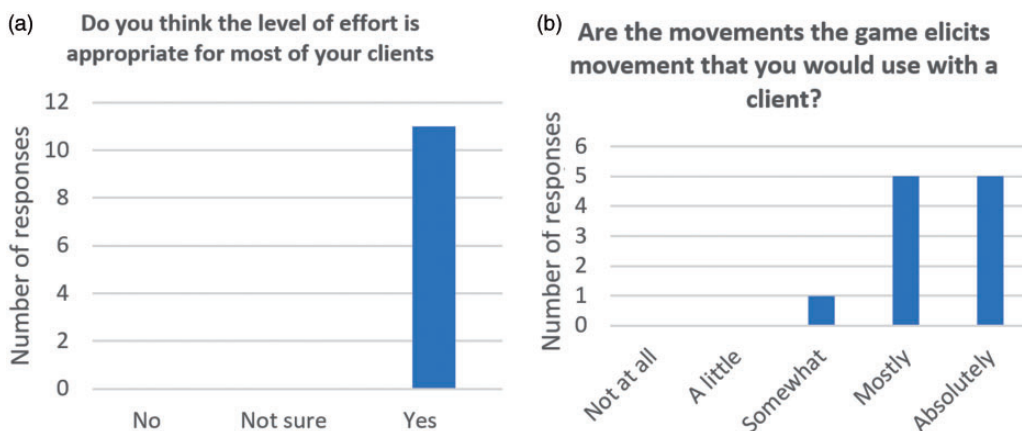 (a)
Do you think the level of effort is
appropriate for most of your clients
Number of responses
12
10
8
6
4
2
0
No
Not sure
Yes
(b)
Are the movements the game elicits
movement that you would use with a
client?
Number of responses
6
5
4
3
2
1
0
Not at all
A little
Somewhat
Mostly
Absolutely